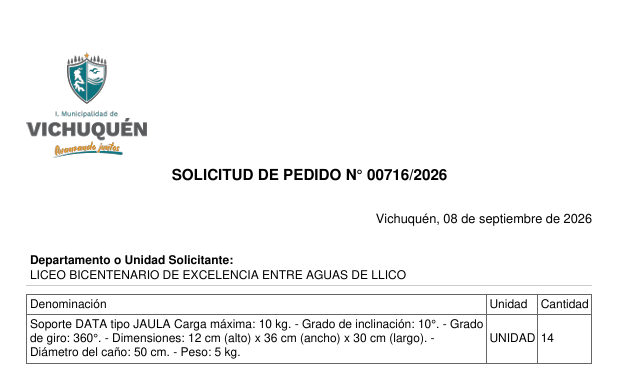 I. Municipalidad de
VICHUQUÉN
Avanzando juntos
SOLICITUD DE PEDIDO N° 00716/2026
Vichuquén, 08 de septiembre de 2026
Departamento o Unidad Solicitante:
LICEO BICENTENARIO DE EXCELENCIA ENTRE AGUAS DE LLICO
Denominación Unidad Cantidad
Soporte DATA tipo JAULA Carga máxima: 10 kg. - Grado de inclinación: 10°. - Grado
de giro: 360°. - Dimensiones: 12 cm (alto) x 36 cm (ancho) x 30 cm (largo). - UNIDAD 14
Diámetro del caño: 50 cm. - Peso: 5 kg.